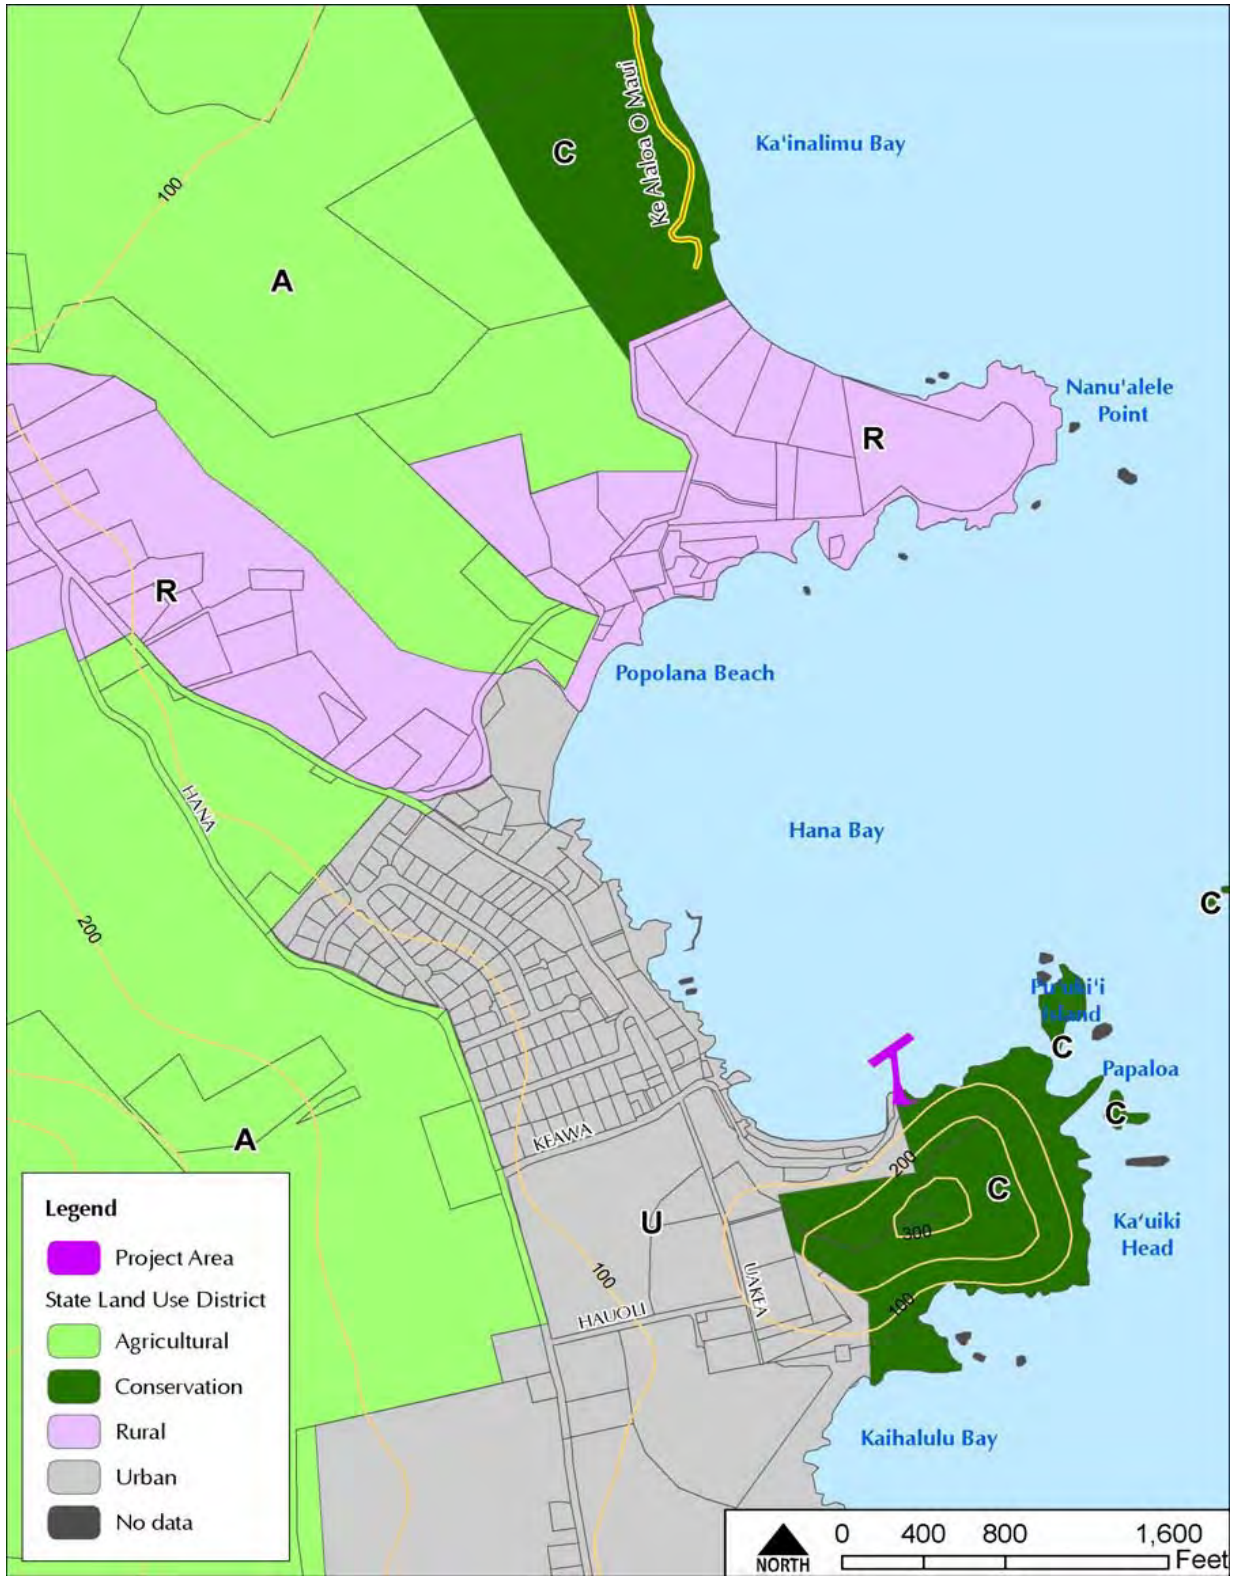 Ke Alaloa O Maui
C
Ka'inalimu Bay
100
A
Nanu'alele
Point
R
R
Popolana Beach
HANA
Hana Bay
200
C
Island
C
Papaloa
C
A
KEAWA
200
C
U
300
Ka'uiki
Head
100
UAKEA
100
HAUOLI
Kaihalulu Bay
Legend
Project Area
State Land Use District
Agricultural
Conservation
Rural
Urban
No data
NORTH
0 400 800 1,600
Feet